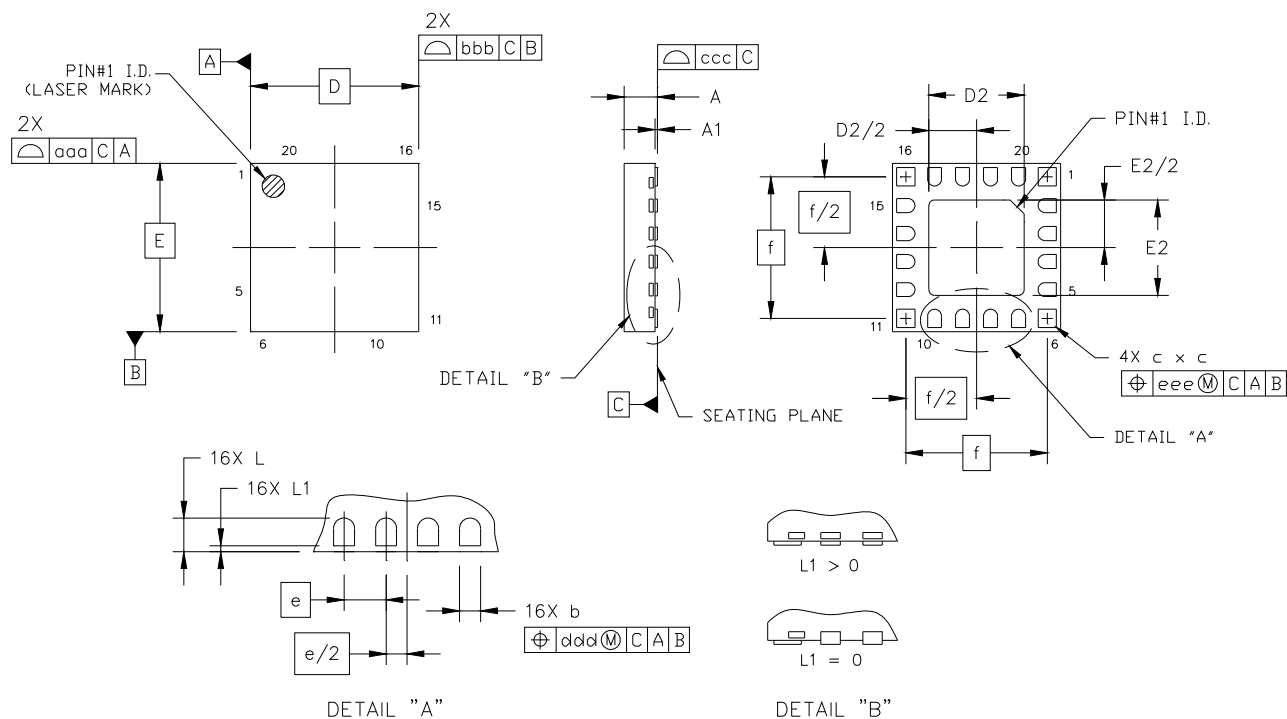 2X
bbb C B
A
D
PIN#1 I.D.
(LASER MARK)
2X
aaa C A
20
16
1
15
E
5
11
6
10
B
ccc C
A
A1
DETAIL "B"
C
SEATING PLANE
D2
D2/2
PIN#1 I.D.
16
20
E2/2
1
15
f/2
f
E2
5
11
10
6
4X c x c
⌖ eee Ⓜ C A B
f/2
DETAIL "A"
f
16X L
16X L1
e
16X b
⌖ ddd Ⓜ C A B
e/2
DETAIL "A"
L1 > 0
L1 = 0
DETAIL "B"